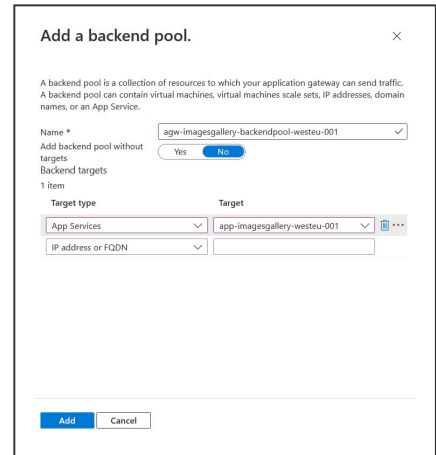 Add a backend pool.
A backend pool is a collection of resources to which your application gateway can send traffic.
A backend pool can contain virtual machines, virtual machines scale sets, IP addresses, domain
names, or an App Service.
Name * agw-imagesgallery-backendpool-westeu-001
Add backend pool without
targets
Yes No
Backend targets
1 item
Target type Target
App Services app-imagesgallery-westeu-001
IP address or FQDN
Add Cancel